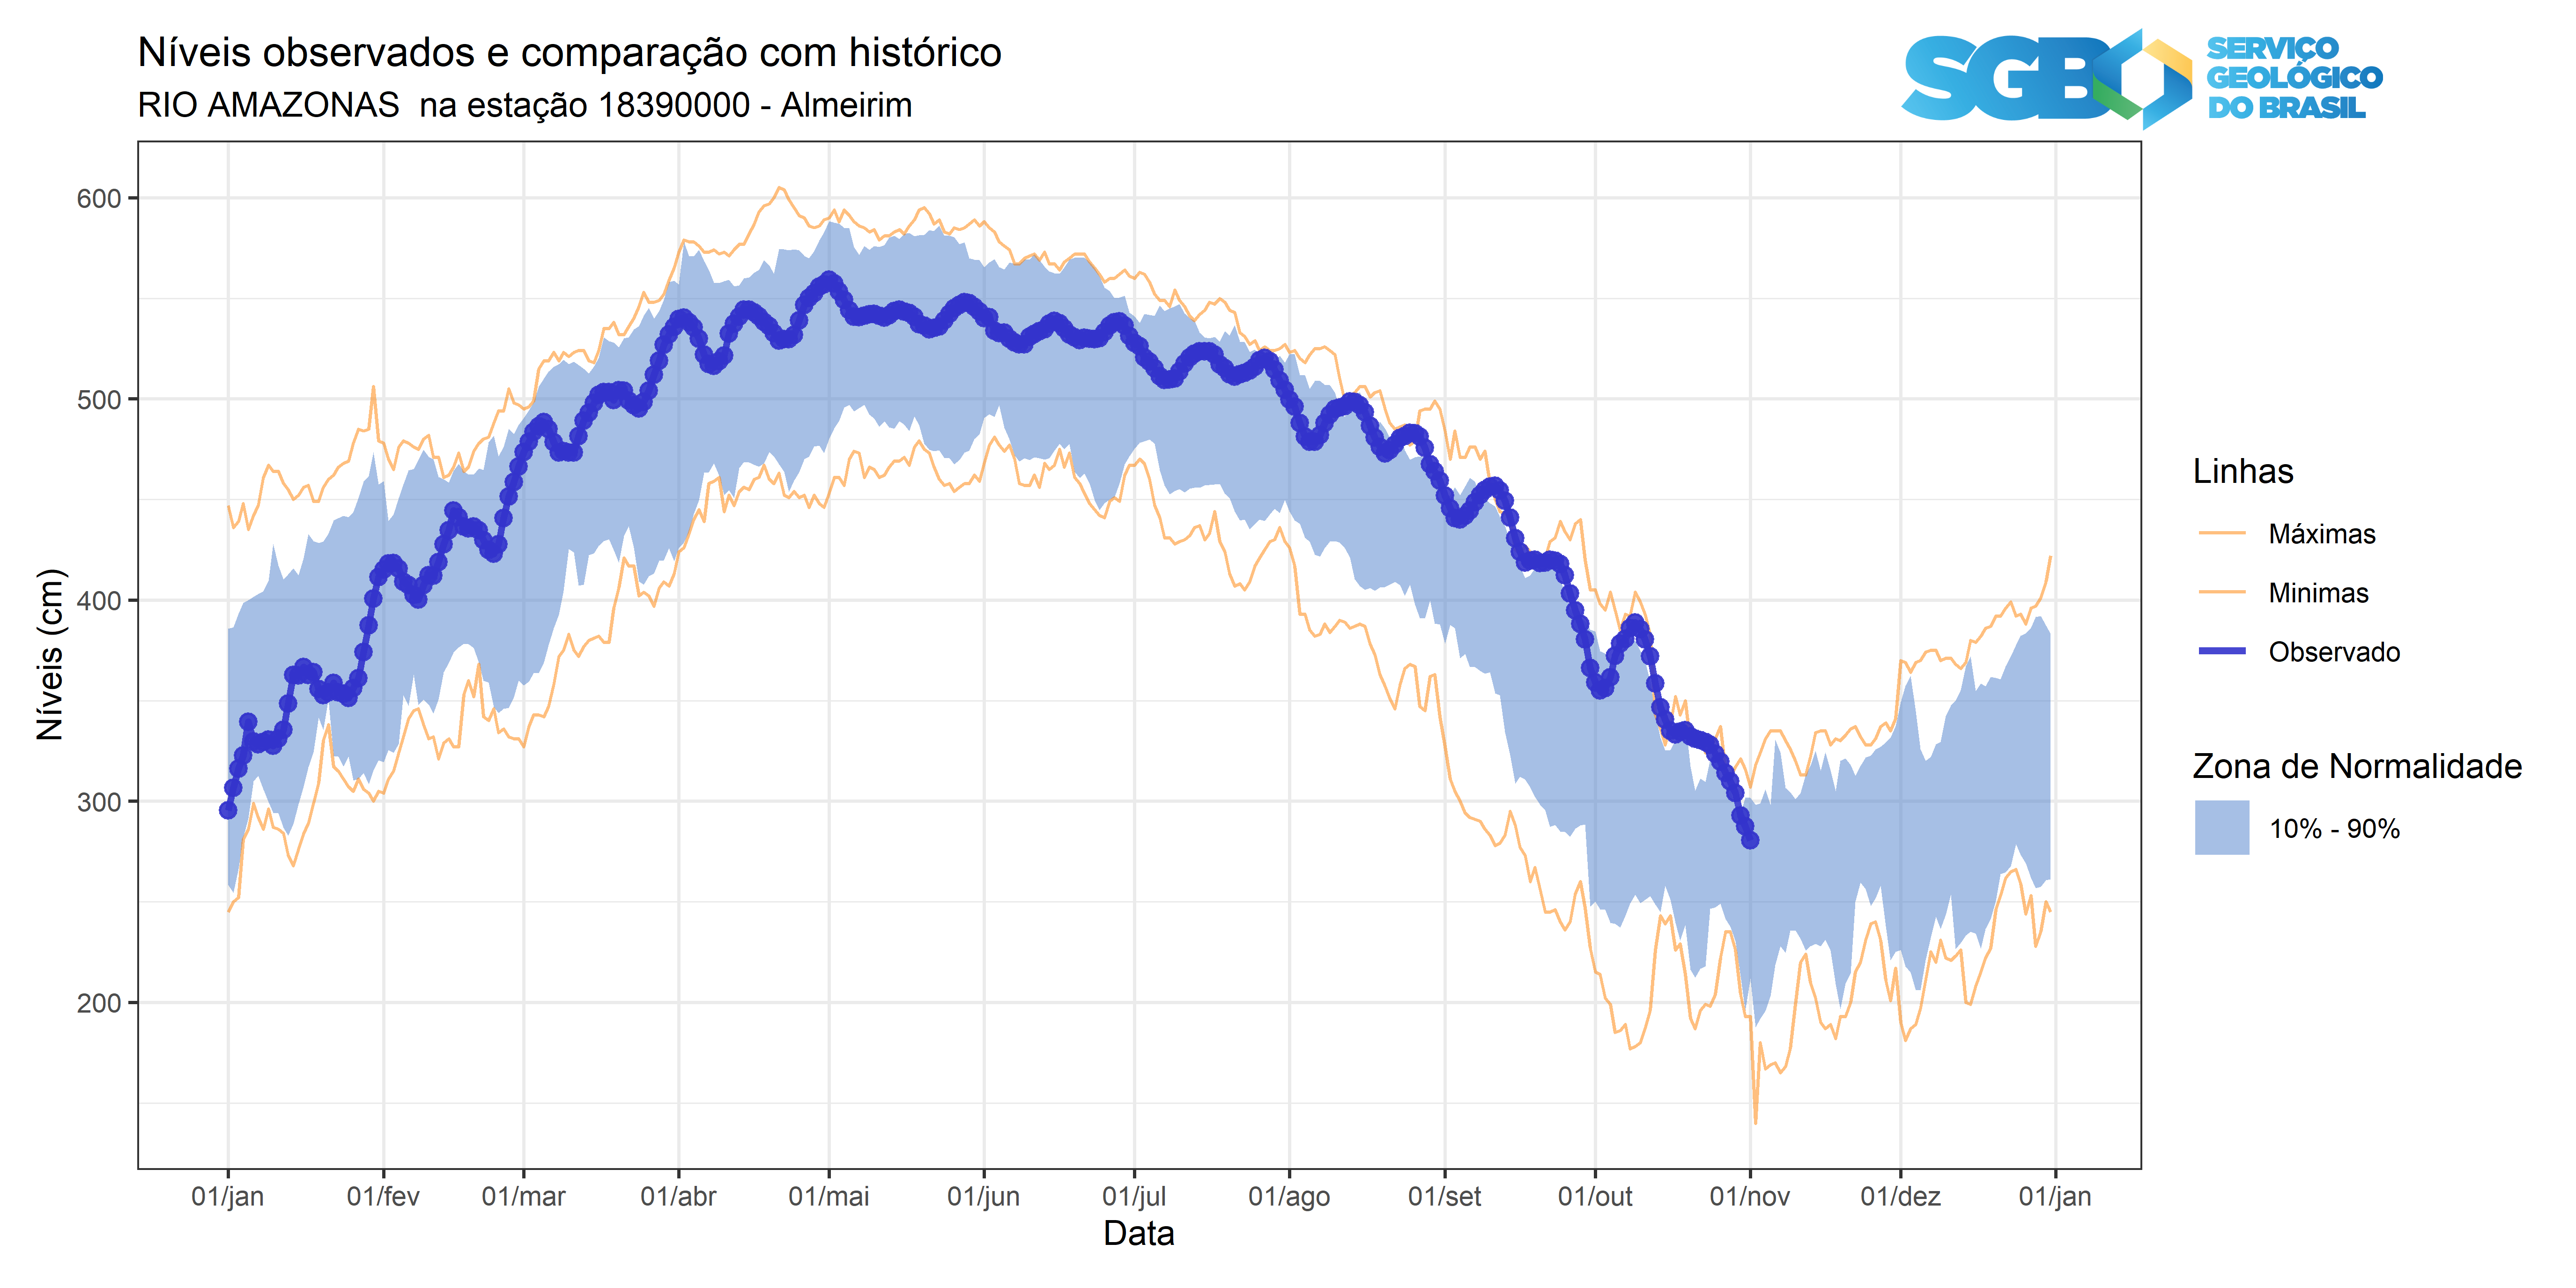 Níveis observados e comparação com histórico
RIO AMAZONAS na estação 18390000 - Almeirim
SGB
SERVIÇO
GEOLÓGICO
DO BRASIL
600
500
400
300
200
Níveis (cm)
01/jan 01/fev 01/mar 01/abr 01/mai 01/jun 01/jul 01/ago 01/set 01/out 01/nov 01/dez 01/jan
Data
Linhas
Máximas
Minimas
Observado
Zona de Normalidade
10% - 90%